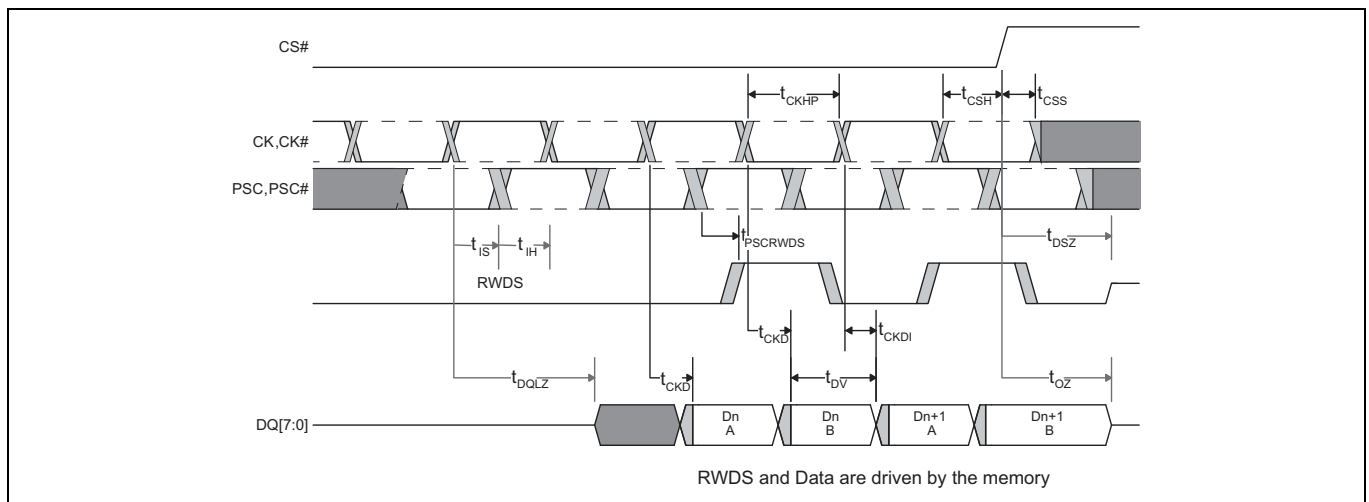 CS#
tCKHP
tCSH
tCSS
CK,CK#
PSC,PSC#
tPSCRWDS
tDSZ
tIS
tIH
RWDS
tCKD
tCKDI
tDQLZ
tCKD
tDV
tOZ
DQ[7:0]
Dn A
Dn B
Dn+1 A
Dn+1 B
RWDS and Data are driven by the memory